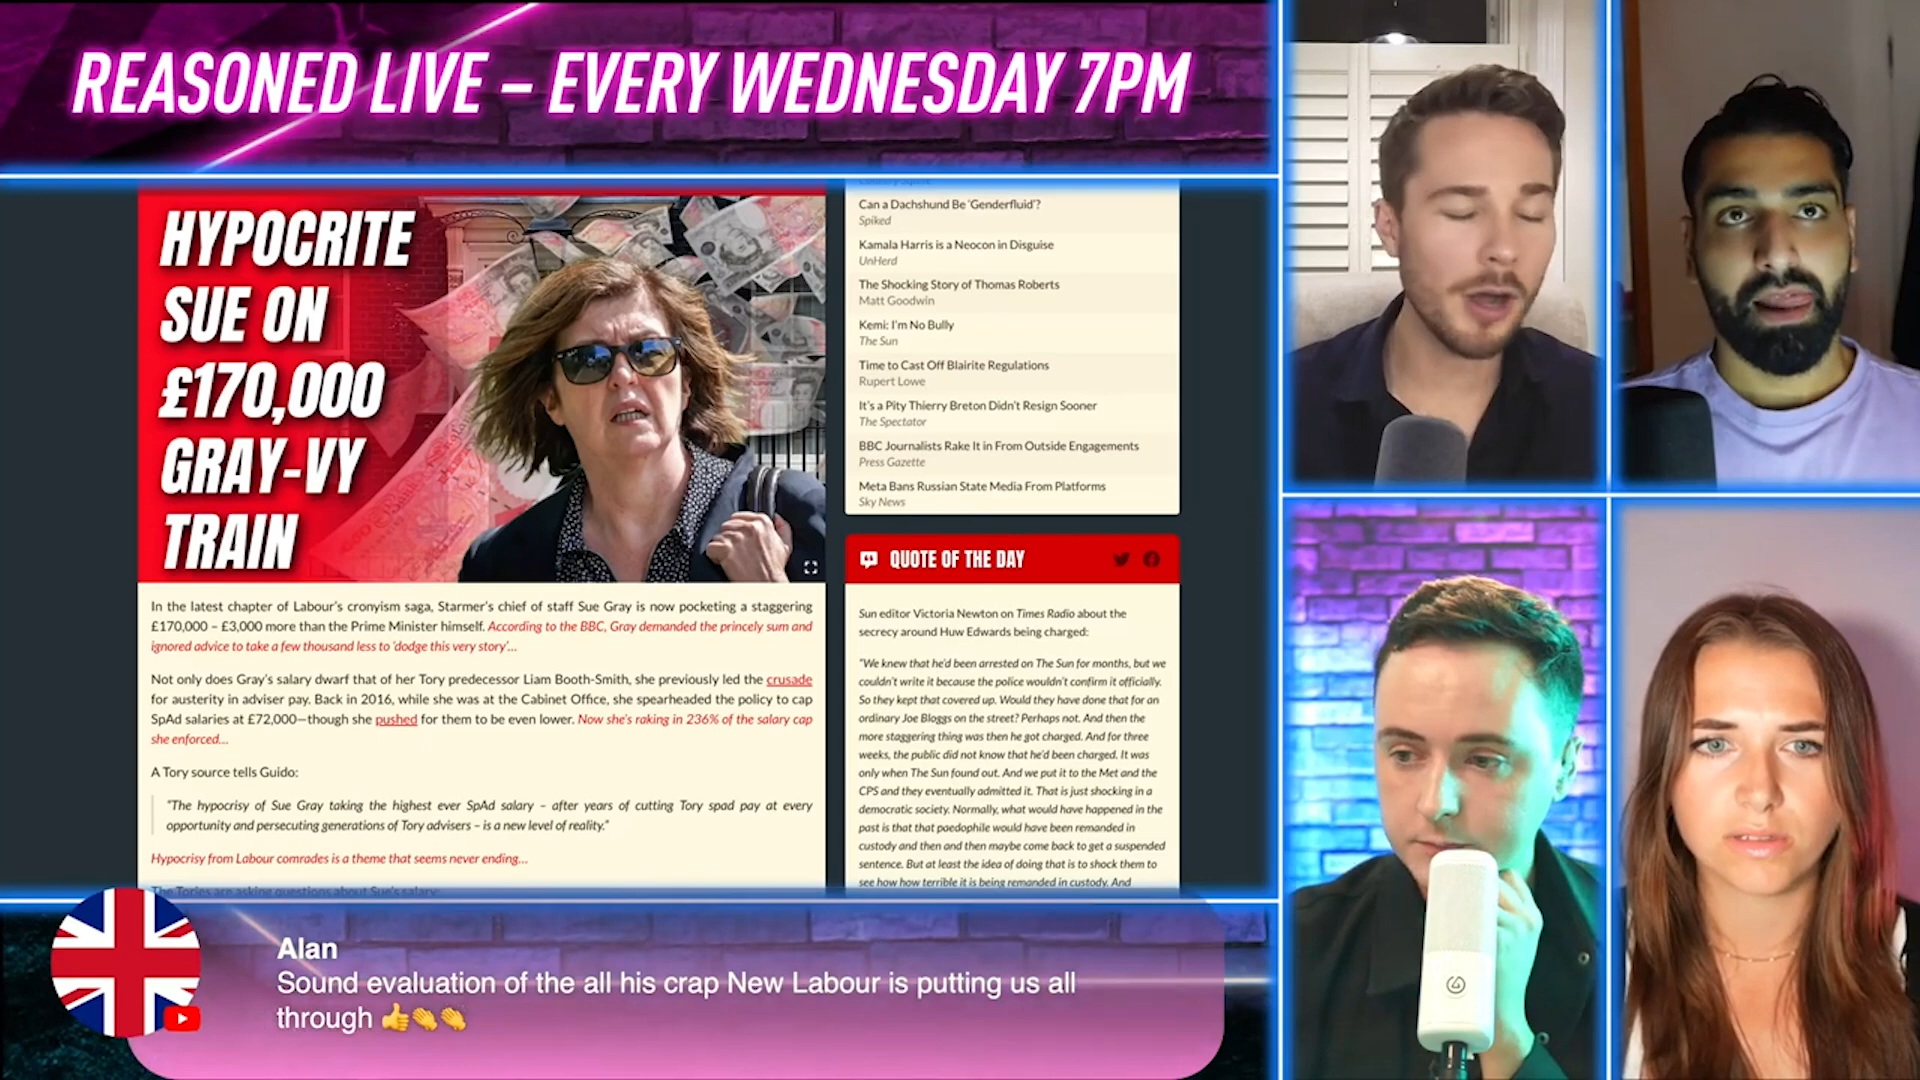 REASONED LIVE – EVERY WEDNESDAY 7PM
HYPOCRITE
SUE ON
£170,000
GRAY-VY
TRAIN
In the latest chapter of Labour's cronyism saga, Starmer's chief of staff Sue Gray is now pocketing a staggering
£170,000 – £3,000 more than the Prime Minister himself. According to the BBC, Gray demanded the princely sum and
ignored advice to take a few thousand less to 'dodge this very story'...
Not only does Gray's salary dwarf that of her Tory predecessor Liam Booth-Smith, she previously led the crusade
for austerity in adviser pay. Back in 2016, while she was at the Cabinet Office, she spearheaded the policy to cap
SpAd salaries at £72,000—though she pushed for them to be even lower. Now she's raking in 236% of the salary cap
she enforced...
A Tory source tells Guido:
"The hypocrisy of Sue Gray taking the highest ever SpAd salary – after years of cutting Tory spad pay at every
opportunity and persecuting generations of Tory advisers – is a new level of reality."
Hypocrisy from Labour comrades is a theme that seems never ending...
The Tories are asking questions about Sue's salary:
Can a Dachshund Be 'Genderfluid'?
Spiked
Kamala Harris is a Neocon in Disguise
UnHerd
The Shocking Story of Thomas Roberts
Matt Goodwin
Kemi: I'm No Bully
The Sun
Time to Cast Off Blairite Regulations
Rupert Lowe
It's a Pity Thierry Breton Didn't Resign Sooner
The Spectator
BBC Journalists Rake It in From Outside Engagements
Press Gazette
Meta Bans Russian State Media From Platforms
Sky News
QUOTE OF THE DAY
Sun editor Victoria Newton on Times Radio about the
secrecy around Huw Edwards being charged:
"We knew that he'd been arrested on The Sun for months, but we
couldn't write it because the police wouldn't confirm it officially.
So they kept that covered up. Would they have done that for an
ordinary Joe Bloggs on the street? Perhaps not. And then the
more staggering thing was then he got charged. And for three
weeks, the public did not know that he'd been charged. It was
only when The Sun found out. And we put it to the Met and the
CPS and they eventually admitted it. That is just shocking in a
democratic society. Normally, what would have happened in the
past is that that paedophile would have been remanded in
custody and then and then maybe come back to get a suspended
sentence. But at least the idea of doing that is to shock them to
see how how terrible it is being remanded in custody. And
Alan
Sound evaluation of the all his crap New Labour is putting us all
through 👍👏👏